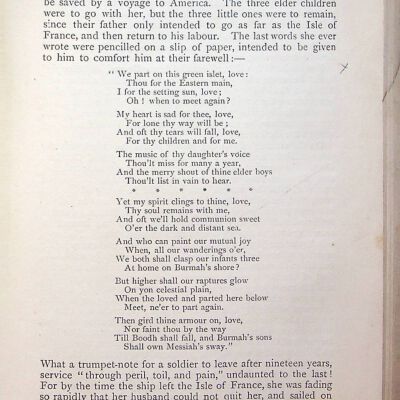 be saved by a voyage to America. The three elder children
were to go with her, but the three little ones were to remain,
since their father only intended to go as far as the Isle of
France, and then return to his labour. The last words she ever
wrote were pencilled on a slip of paper, intended to be given
to him to comfort him at their farewell:—
"We part on this green islet, love:
Thou for the Eastern main,
I for the setting sun, love;
Oh! when to meet again?
My heart is sad for thee, love,
For lone thy way will be;
And oft thy tears will fall, love,
For thy children and for me.
The music of thy daughter's voice
Thou'lt miss for many a year,
And the merry shout of thine elder boys
Thou'lt list in vain to hear.
* * * * * *
Yet my spirit clings to thine, love,
Thy soul remains with me,
And oft we'll hold communion sweet
O'er the dark and distant sea.
And who can paint our mutual joy
When, all our wanderings o'er,
We both shall clasp our infants three
At home on Burmah's shore?
But higher shall our raptures glow
On yon celestial plain,
When the loved and parted here below
Meet, ne'er to part again.
Then gird thine armour on, love,
Nor faint thou by the way
Till Boodh shall fall, and Burmah's sons
Shall own Messiah's sway."
What a trumpet-note for a soldier to leave after nineteen years,
service "through peril, toil, and pain," undaunted to the last!
For by the time the ship left the Isle of France, she was fading
so rapidly that her husband could not quit her, and sailed on